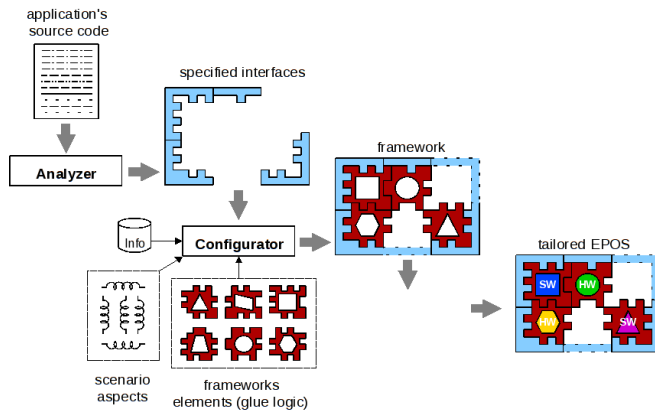 application's
source code
specified interfaces
Analyzer
framework
Info
Configurator
tailored EPOS
SW
HW
HW
SW
scenario
aspects
frameworks
elements (glue logic)